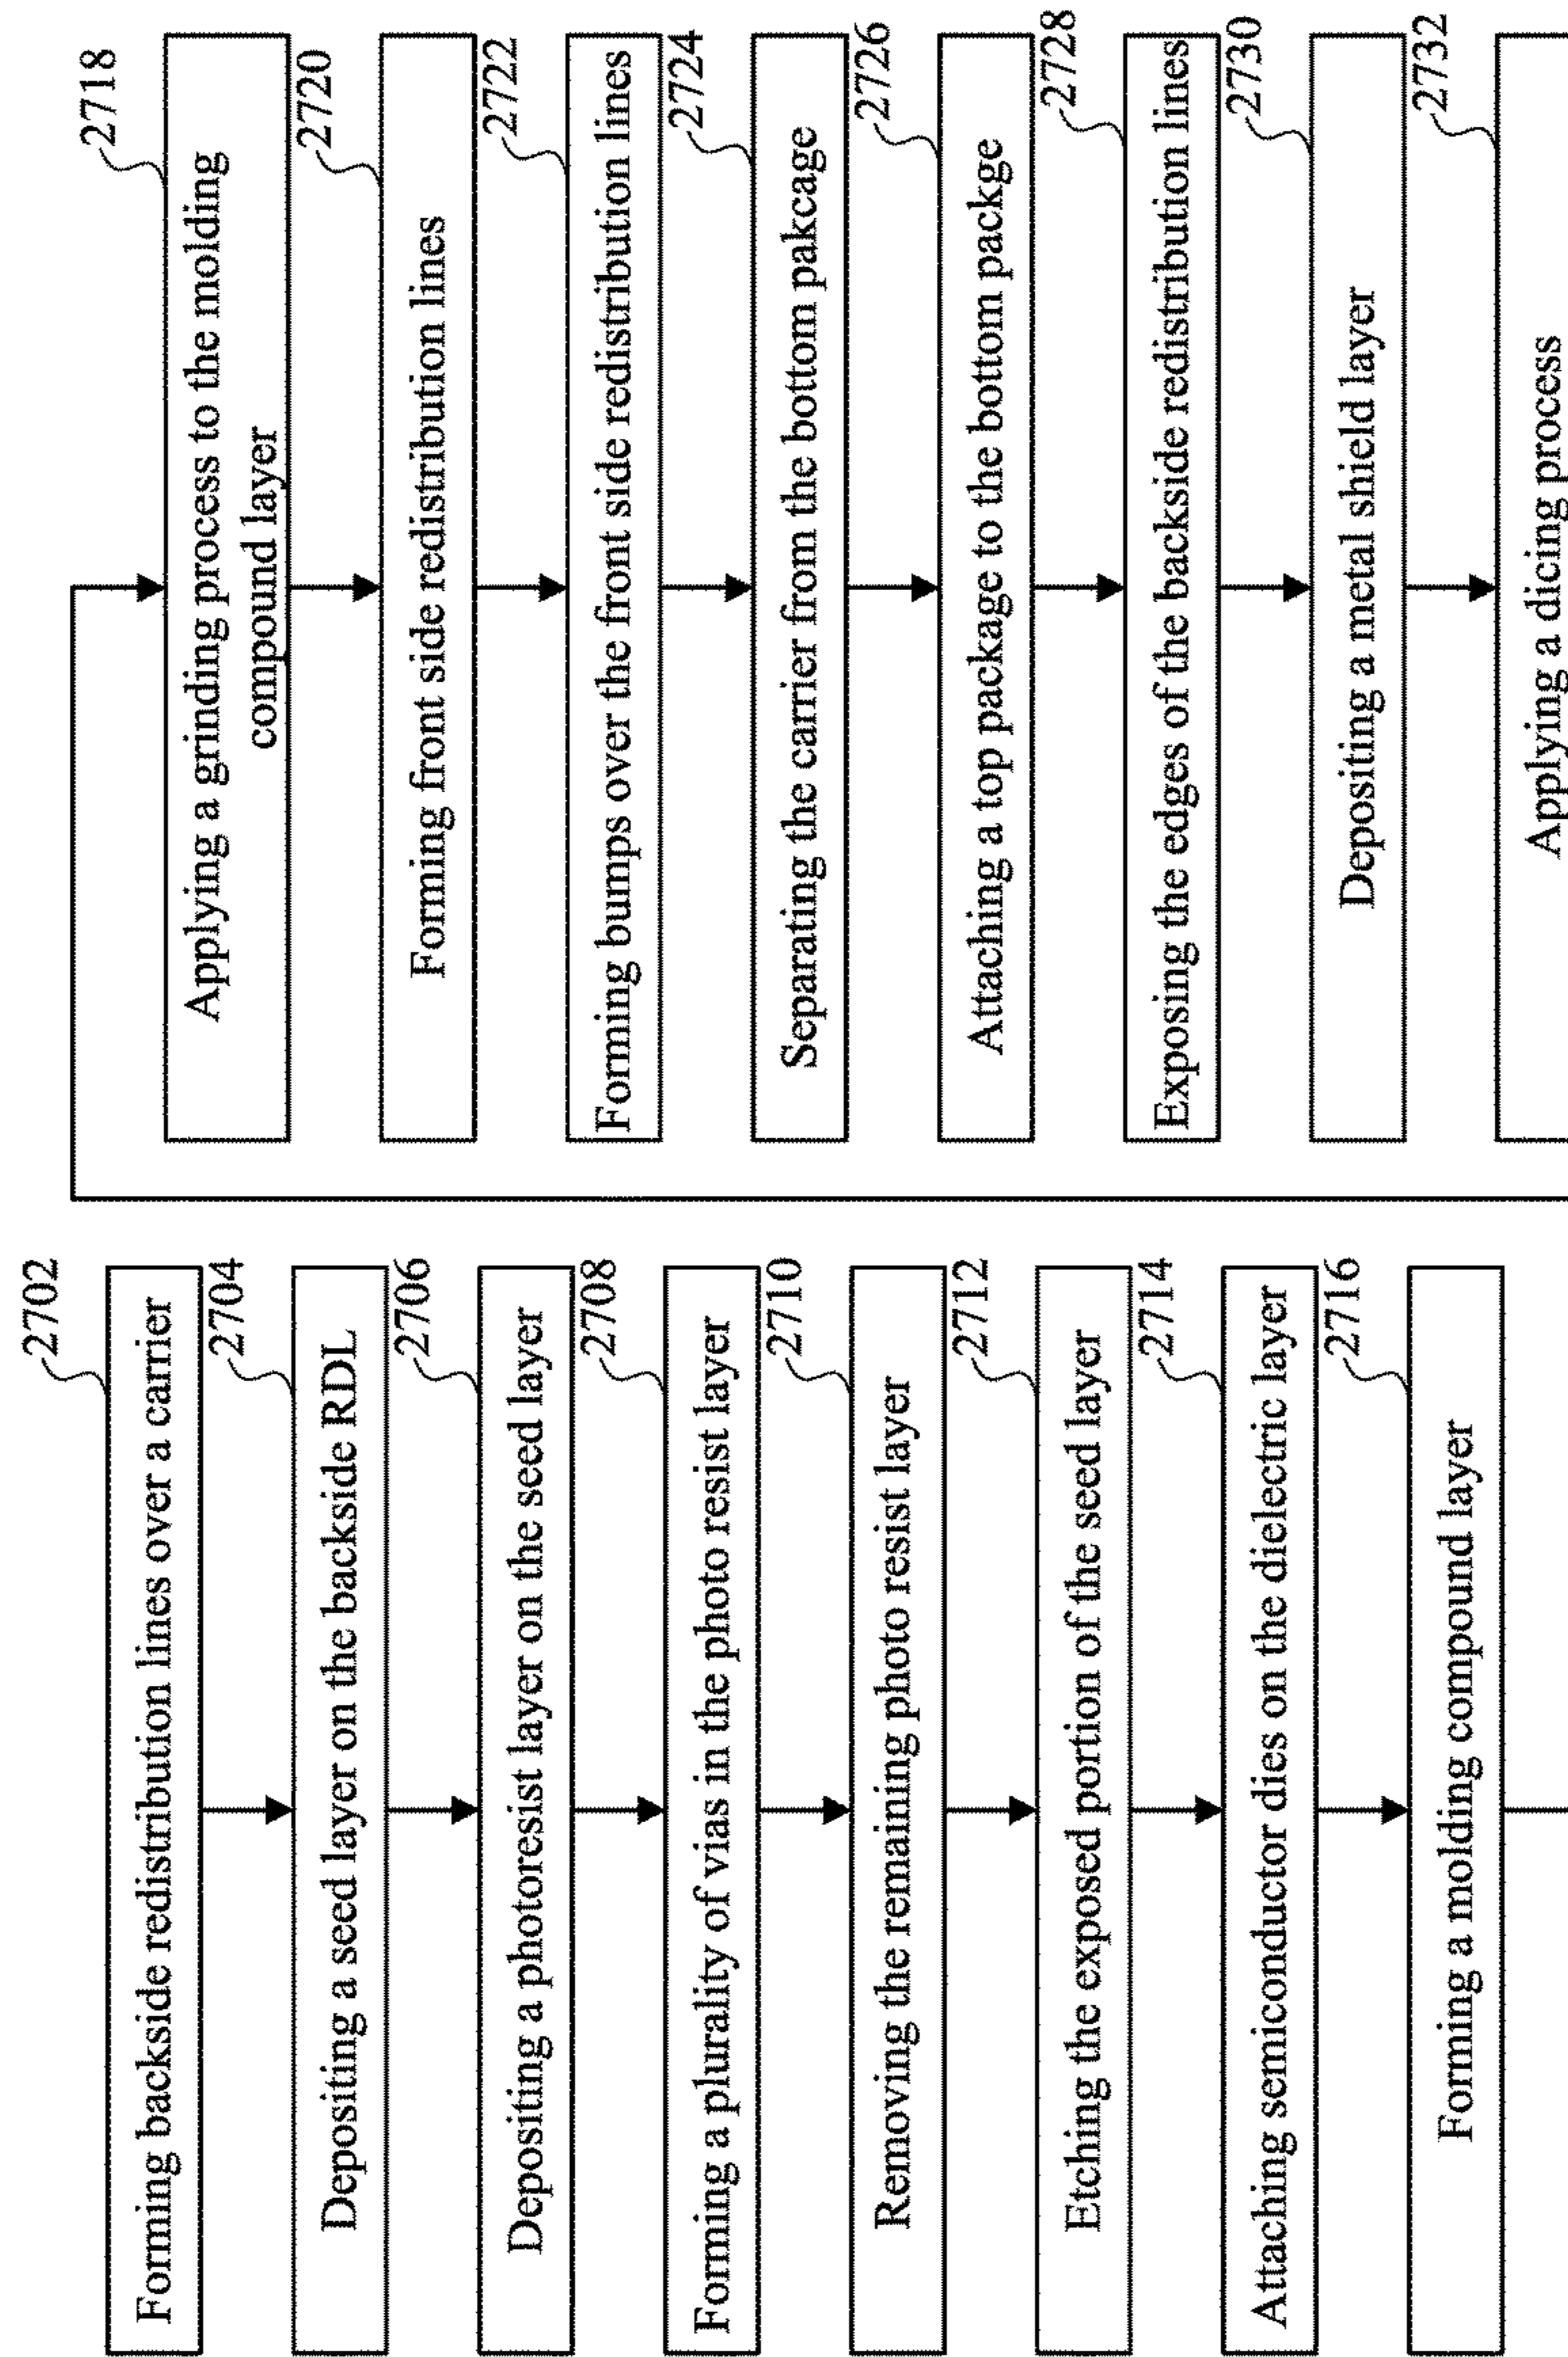 2702
Forming backside redistribution lines over a carrier
2704
Depositing a seed layer on the backside RDL
2706
Depositing a photoresist layer on the seed layer
2708
Forming a plurality of vias in the photo resist layer
2710
Removing the remaining photo resist layer
2712
Etching the exposed portion of the seed layer
2714
Attaching semiconductor dies on the dielectric layer
2716
Forming a molding compound layer
2718
Applying a grinding process to the molding
compound layer
2720
Forming front side redistribution lines
2722
Forming bumps over the front side redistribution lines
2724
Separating the carrier from the bottom pakcage
2726
Attaching a top package to the bottom packge
2728
Exposing the edges of the backside redistribution lines
2730
Depositing a metal shield layer
2732
Applying a dicing process